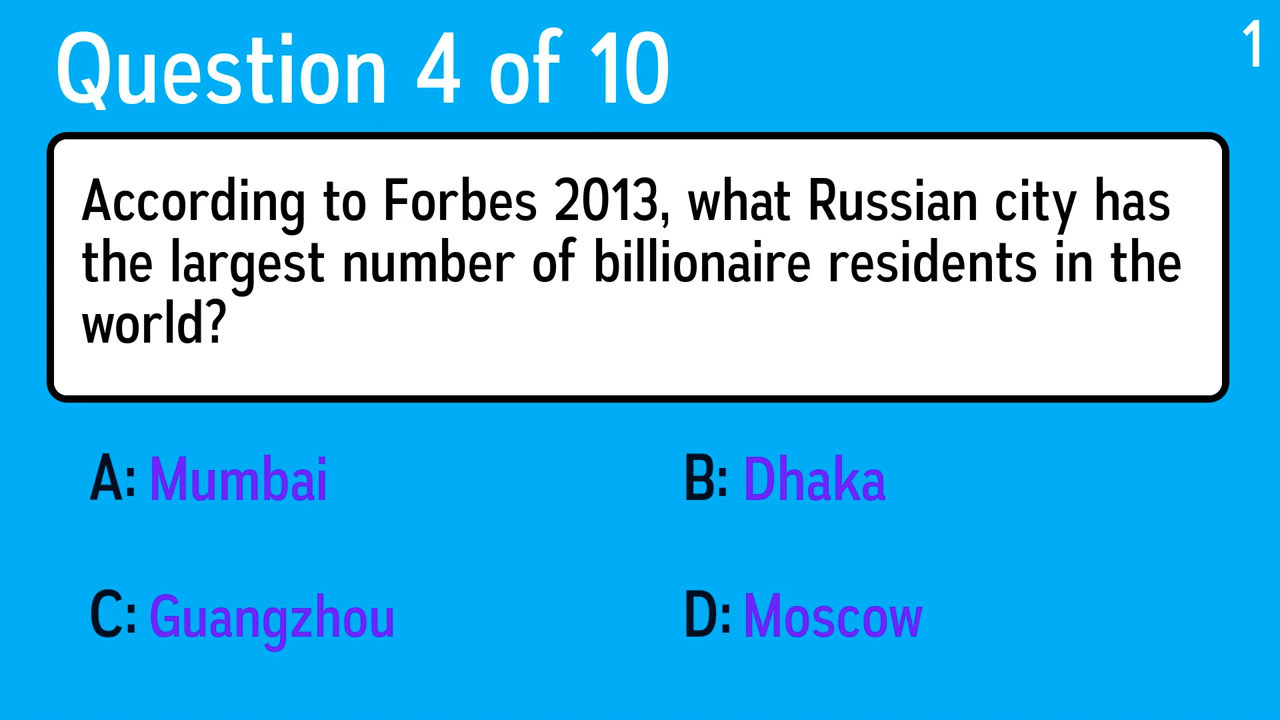 Question 4 of 10
1
According to Forbes 2013, what Russian city has
the largest number of billionaire residents in the
world?
A: Mumbai
B: Dhaka
C: Guangzhou
D: Moscow